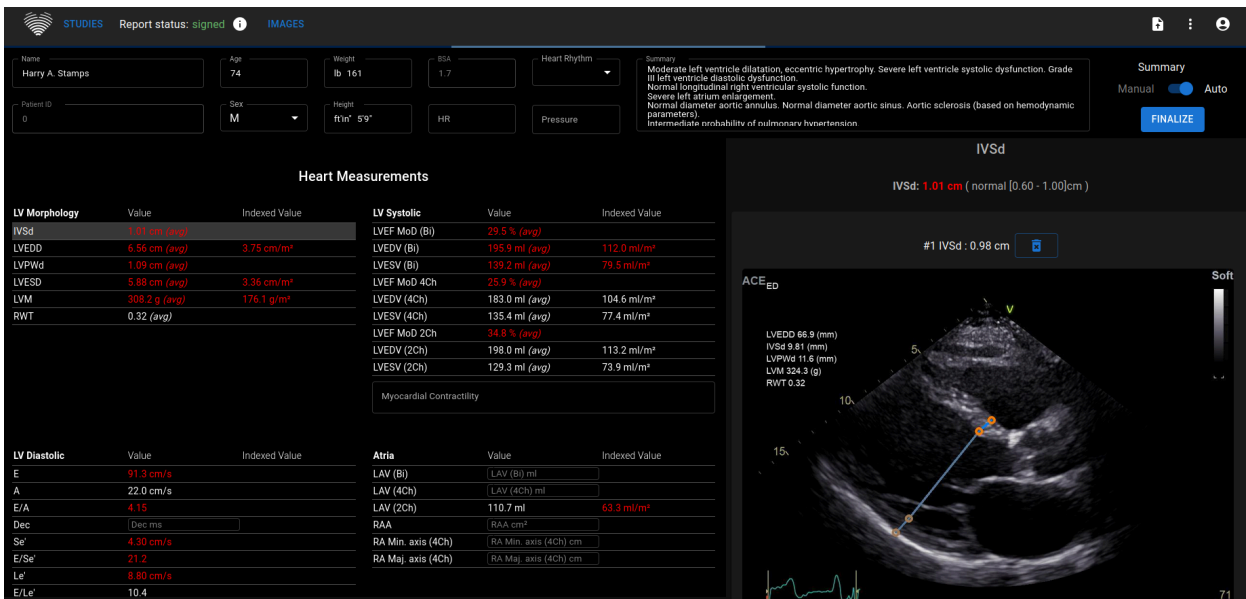 STUDIES Report status: signed i IMAGES
Name
Harry A. Stamps
Age
74
Weight
lb 161
BSA
1.7
Heart Rhythm
Patient ID
0
Sex
M
Height
ft'in" 5'9"
HR
Pressure
Summary
Moderate left ventricle dilatation, eccentric hypertrophy. Severe left ventricle systolic dysfunction. Grade
III left ventricle diastolic dysfunction.
Normal longitudinal right ventricular systolic function.
Severe left atrium enlargement.
Normal diameter aortic annulus. Normal diameter aortic sinus. Aortic sclerosis (based on hemodynamic
parameters).
Intermediate probability of pulmonary hypertension.
Summary
Manual Auto
FINALIZE
Heart Measurements
LV Morphology Value Indexed Value
IVSd 1.01 cm (avg)
LVEDD 6.56 cm (avg) 3.75 cm/m²
LVPWd 1.09 cm (avg)
LVESD 5.88 cm (avg) 3.36 cm/m²
LVM 308.2 g (avg) 176.1 g/m²
RWT 0.32 (avg)
LV Systolic Value Indexed Value
LVEF MoD (Bi) 29.5 % (avg)
LVEDV (Bi) 195.9 ml (avg) 112.0 ml/m²
LVESV (Bi) 139.2 ml (avg) 79.5 ml/m²
LVEF MoD 4Ch 25.9 % (avg)
LVEDV (4Ch) 183.0 ml (avg) 104.6 ml/m²
LVESV (4Ch) 135.4 ml (avg) 77.4 ml/m²
LVEF MoD 2Ch 34.8 % (avg)
LVEDV (2Ch) 198.0 ml (avg) 113.2 ml/m²
LVESV (2Ch) 129.3 ml (avg) 73.9 ml/m²
Myocardial Contractility
LV Diastolic Value Indexed Value
E 91.3 cm/s
A 22.0 cm/s
E/A 4.15
Dec Dec ms
Se' 4.30 cm/s
E/Se' 21.2
Le' 8.80 cm/s
E/Le' 10.4
Atria Value Indexed Value
LAV (Bi) LAV (Bi) ml
LAV (4Ch) LAV (4Ch) ml
LAV (2Ch) 110.7 ml 63.3 ml/m²
RAA RAA cm²
RA Min. axis (4Ch) RA Min. axis (4Ch) cm
RA Maj. axis (4Ch) RA Maj. axis (4Ch) cm
IVSd
IVSd: 1.01 cm ( normal [0.60 - 1.00]cm )
#1 IVSd : 0.98 cm
ACE ED
Soft
V
LVEDD 66.9 (mm)
IVSd 9.81 (mm)
LVPWd 11.6 (mm)
LVM 324.3 (g)
RWT 0.32
5
10
15
71